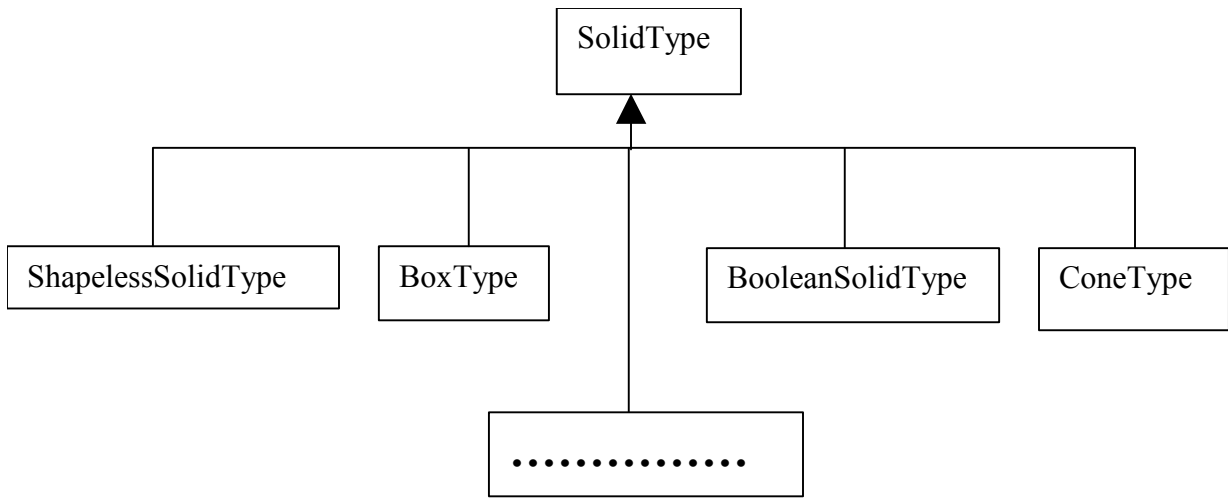 SolidType
ShapelessSolidType
BoxType
BooleanSolidType
ConeType
...............